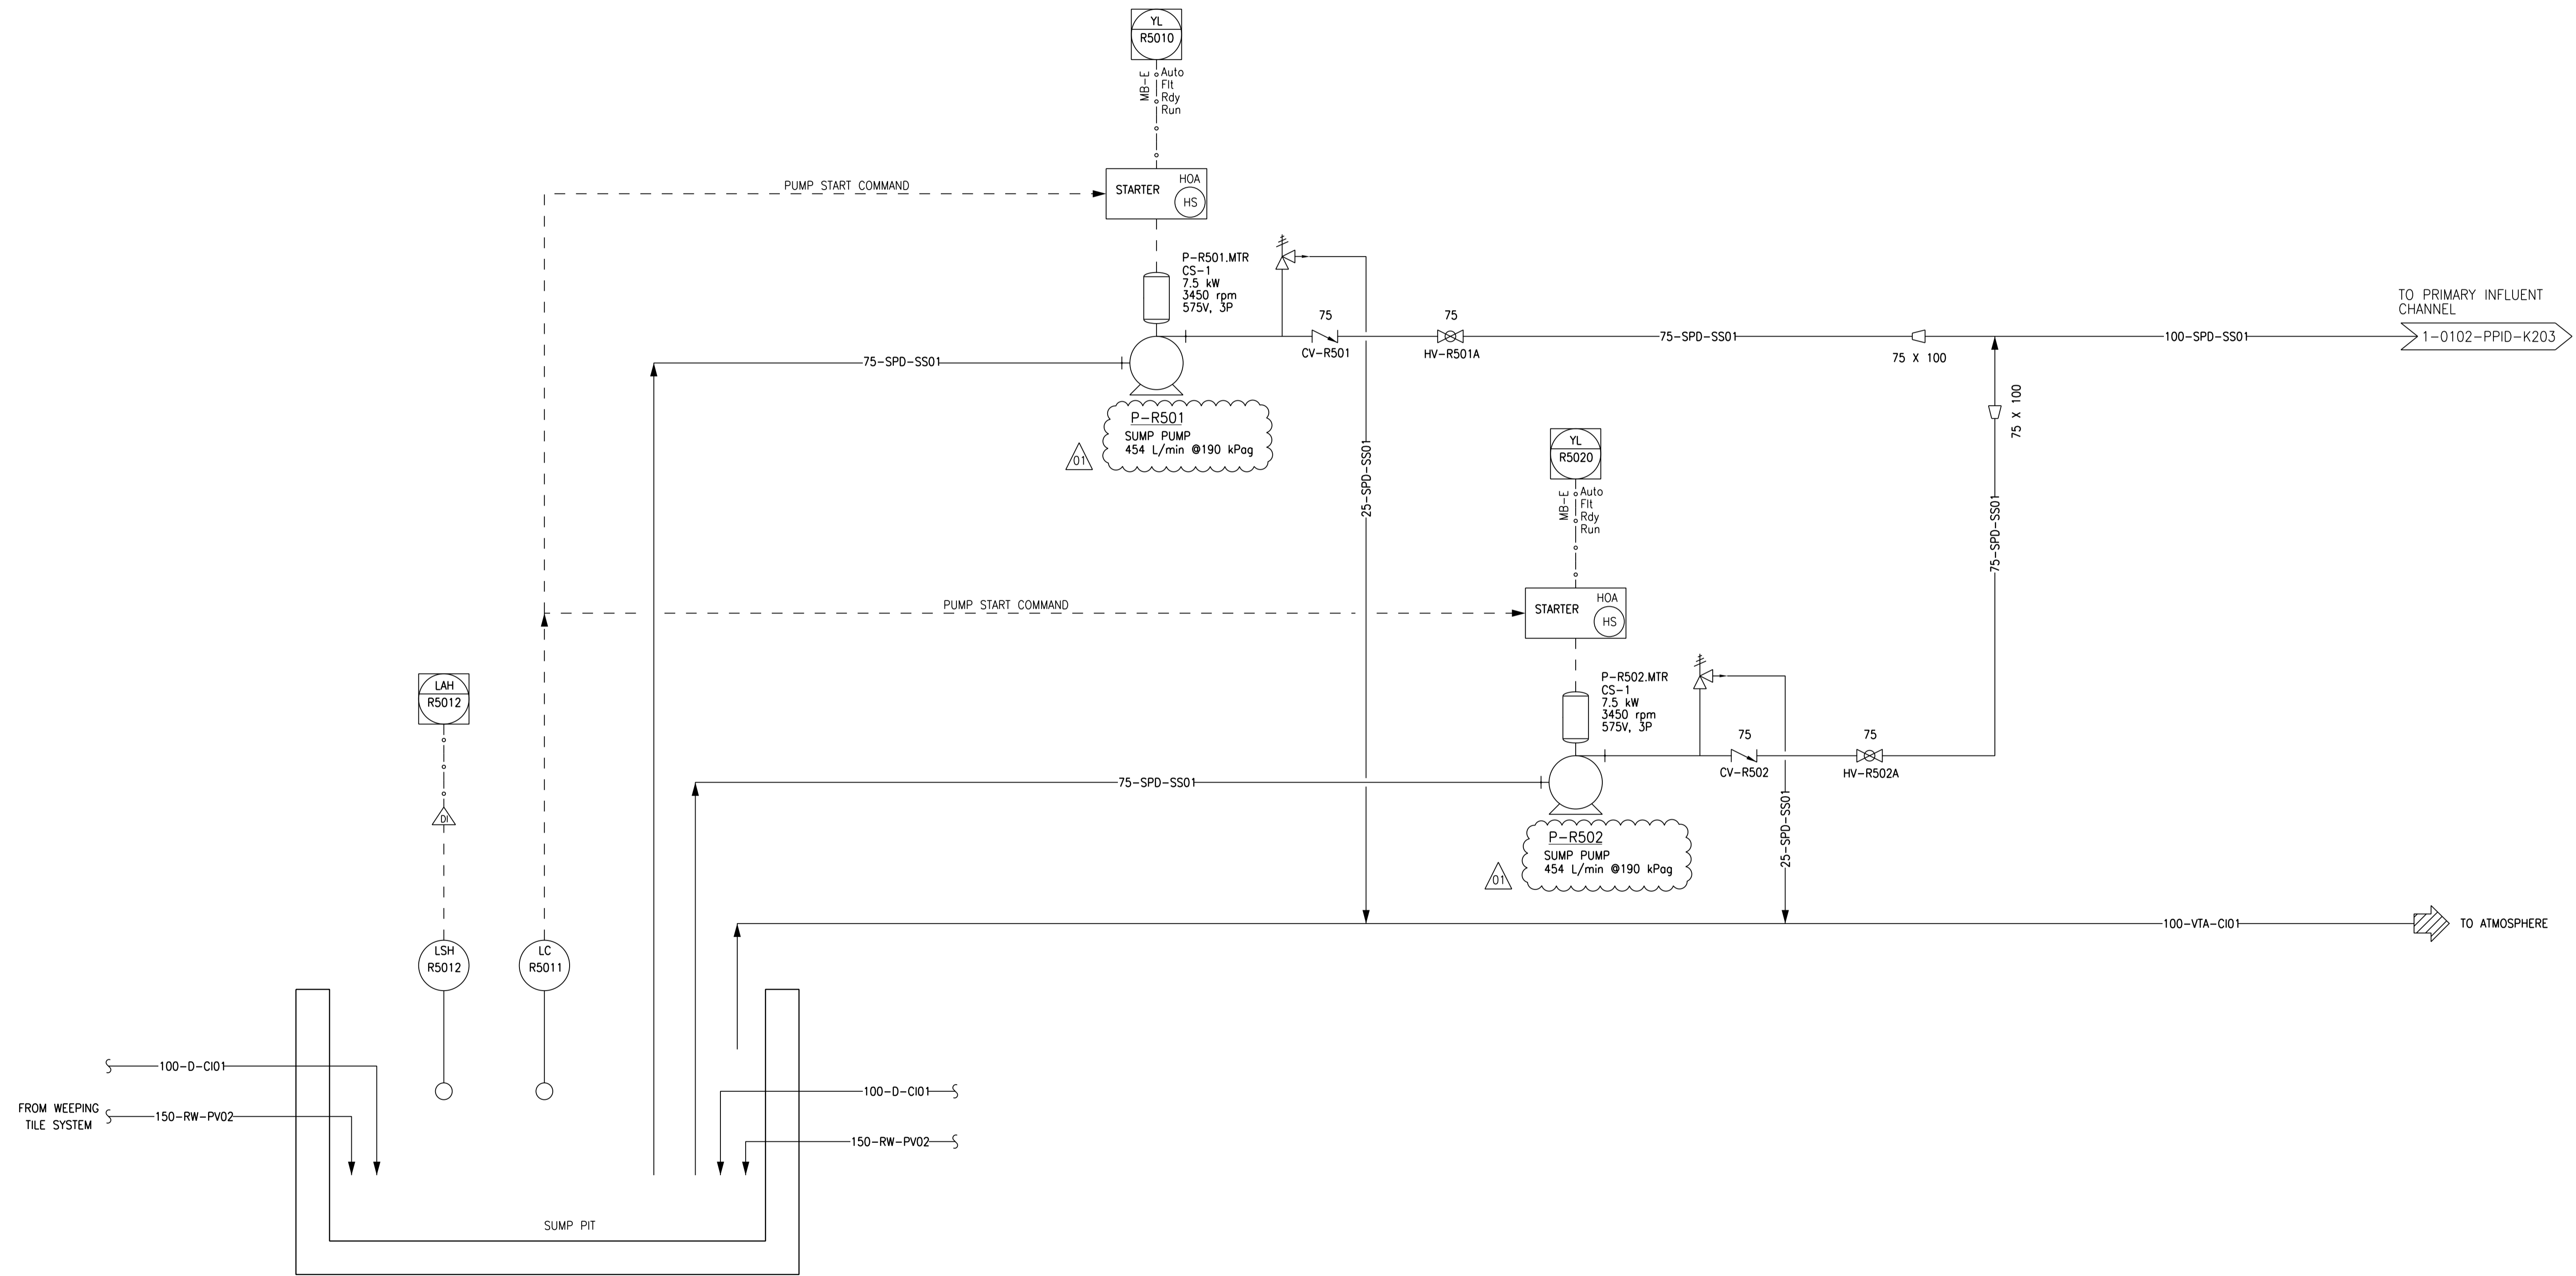 YL
R5010
MB-E
Auto
Flt
Rdy
Run
PUMP START COMMAND
STARTER
HOA
HS
P-R501.MTR
CS-1
7.5 kW
3450 rpm
575V, 3P
75
CV-R501
75
HV-R501A
75-SPD-SS01
75 X 100
100-SPD-SS01
TO PRIMARY INFLUENT
CHANNEL
1-0102-PPID-K203
75-SPD-SS01
P-R501
SUMP PUMP
454 L/min @190 kPag
01
25-SPD-SS01
75 X 100
75-SPD-SS01
YL
R5020
MB-E
Auto
Flt
Rdy
Run
PUMP START COMMAND
STARTER
HOA
HS
P-R502.MTR
CS-1
7.5 kW
3450 rpm
575V, 3P
75
CV-R502
75
HV-R502A
75-SPD-SS01
P-R502
SUMP PUMP
454 L/min @190 kPag
01
25-SPD-SS01
LAH
R5012
DI
LSH
R5012
LC
R5011
100-VTA-CI01
TO ATMOSPHERE
100-D-CI01
FROM WEEPING
TILE SYSTEM
150-RW-PV02
100-D-CI01
150-RW-PV02
SUMP PIT